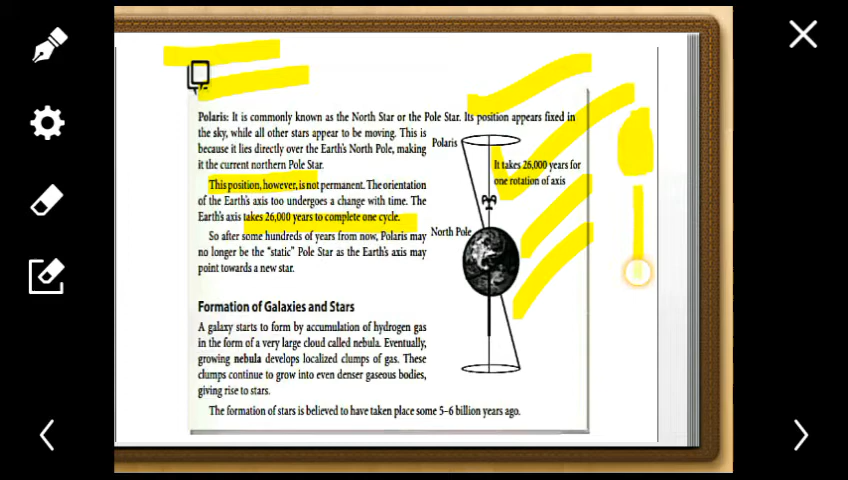 Polaris: It is commonly known as the North Star or the Pole Star. Its position appears fixed in
the sky, while all other stars appear to be moving. This is
because it lies directly over the Earth's North Pole, making
it the current northern Pole Star.
This position, however, is not permanent. The orientation
of the Earth's axis too undergoes a change with time. The
Earth's axis takes 26,000 years to complete one cycle.
So after some hundreds of years from now, Polaris may
no longer be the "static" Pole Star as the Earth's axis may
point towards a new star.
Polaris
It takes 26,000 years for
one rotation of axis
North Pole
Formation of Galaxies and Stars
A galaxy starts to form by accumulation of hydrogen gas
in the form of a very large cloud called nebula. Eventually,
growing nebula develops localized clumps of gas. These
clumps continue to grow into even denser gaseous bodies,
giving rise to stars.
The formation of stars is believed to have taken place some 5–6 billion years ago.